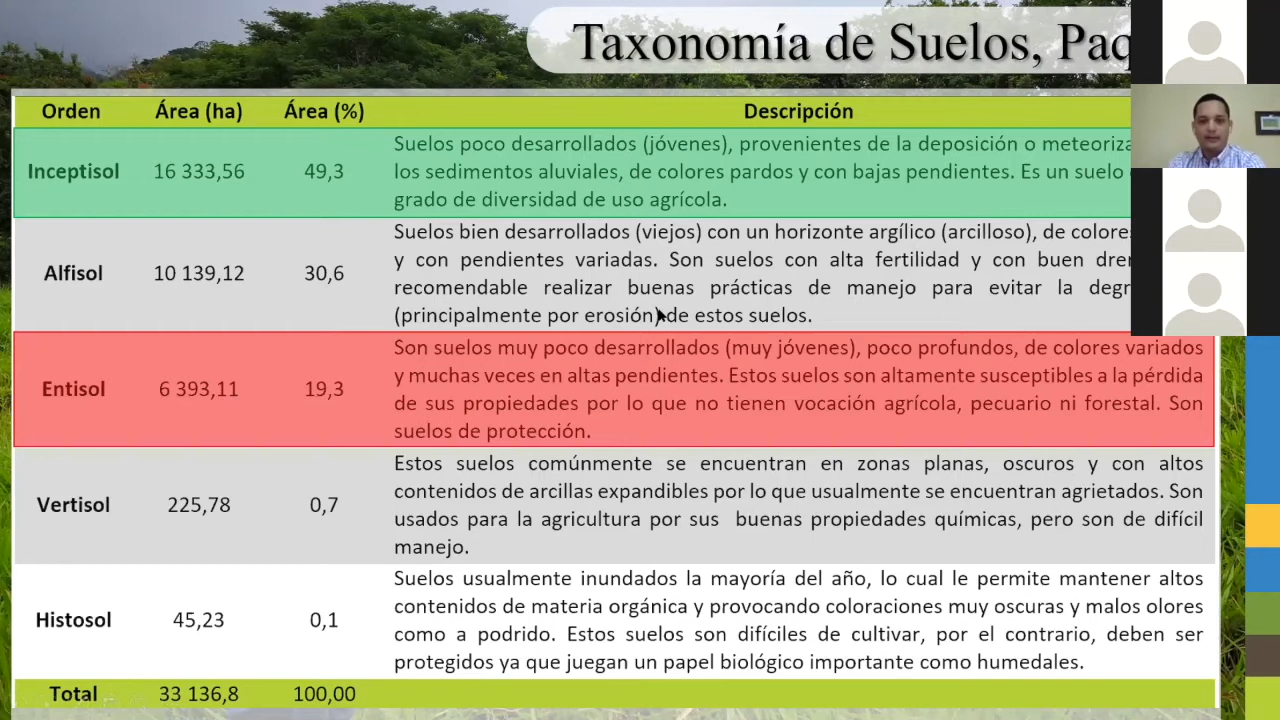 Taxonomía de Suelos,
Orden Área (ha) Área (%) Descripción
Suelos poco desarrollados (jóvenes), provenientes de la deposición o
Inceptisol 16 333,56 49,3 los sedimentos aluviales, de colores pardos y con bajas pendientes. Es un suelo
grado de diversidad de uso agrícola.
Suelos bien desarrollados (viejos) con un horizonte argílico (arcilloso), de
y con pendientes variadas. Son suelos con alta fertilidad y con buen
Alfisol 10 139,12 30,6 recomendable realizar buenas prácticas de manejo para evitar la
(principalmente por erosión) de estos suelos.
Son suelos muy poco desarrollados (muy jóvenes), poco profundos, de colores variados
y muchas veces en altas pendientes. Estos suelos son altamente susceptibles a la pérdida
Entisol 6 393,11 19,3 de sus propiedades por lo que no tienen vocación agrícola, pecuario ni forestal. Son
suelos de protección.
Estos suelos comúnmente se encuentran en zonas planas, oscuros y con altos
contenidos de arcillas expandibles por lo que usualmente se encuentran agrietados. Son
Vertisol 225,78 0,7 usados para la agricultura por sus buenas propiedades químicas, pero son de difícil
manejo.
Suelos usualmente inundados la mayoría del año, lo cual le permite mantener altos
contenidos de materia orgánica y provocando coloraciones muy oscuras y malos olores
Histosol 45,23 0,1 como a podrido. Estos suelos son difíciles de cultivar, por el contrario, deben ser
protegidos ya que juegan un papel biológico importante como humedales.
Total 33 136,8 100,00